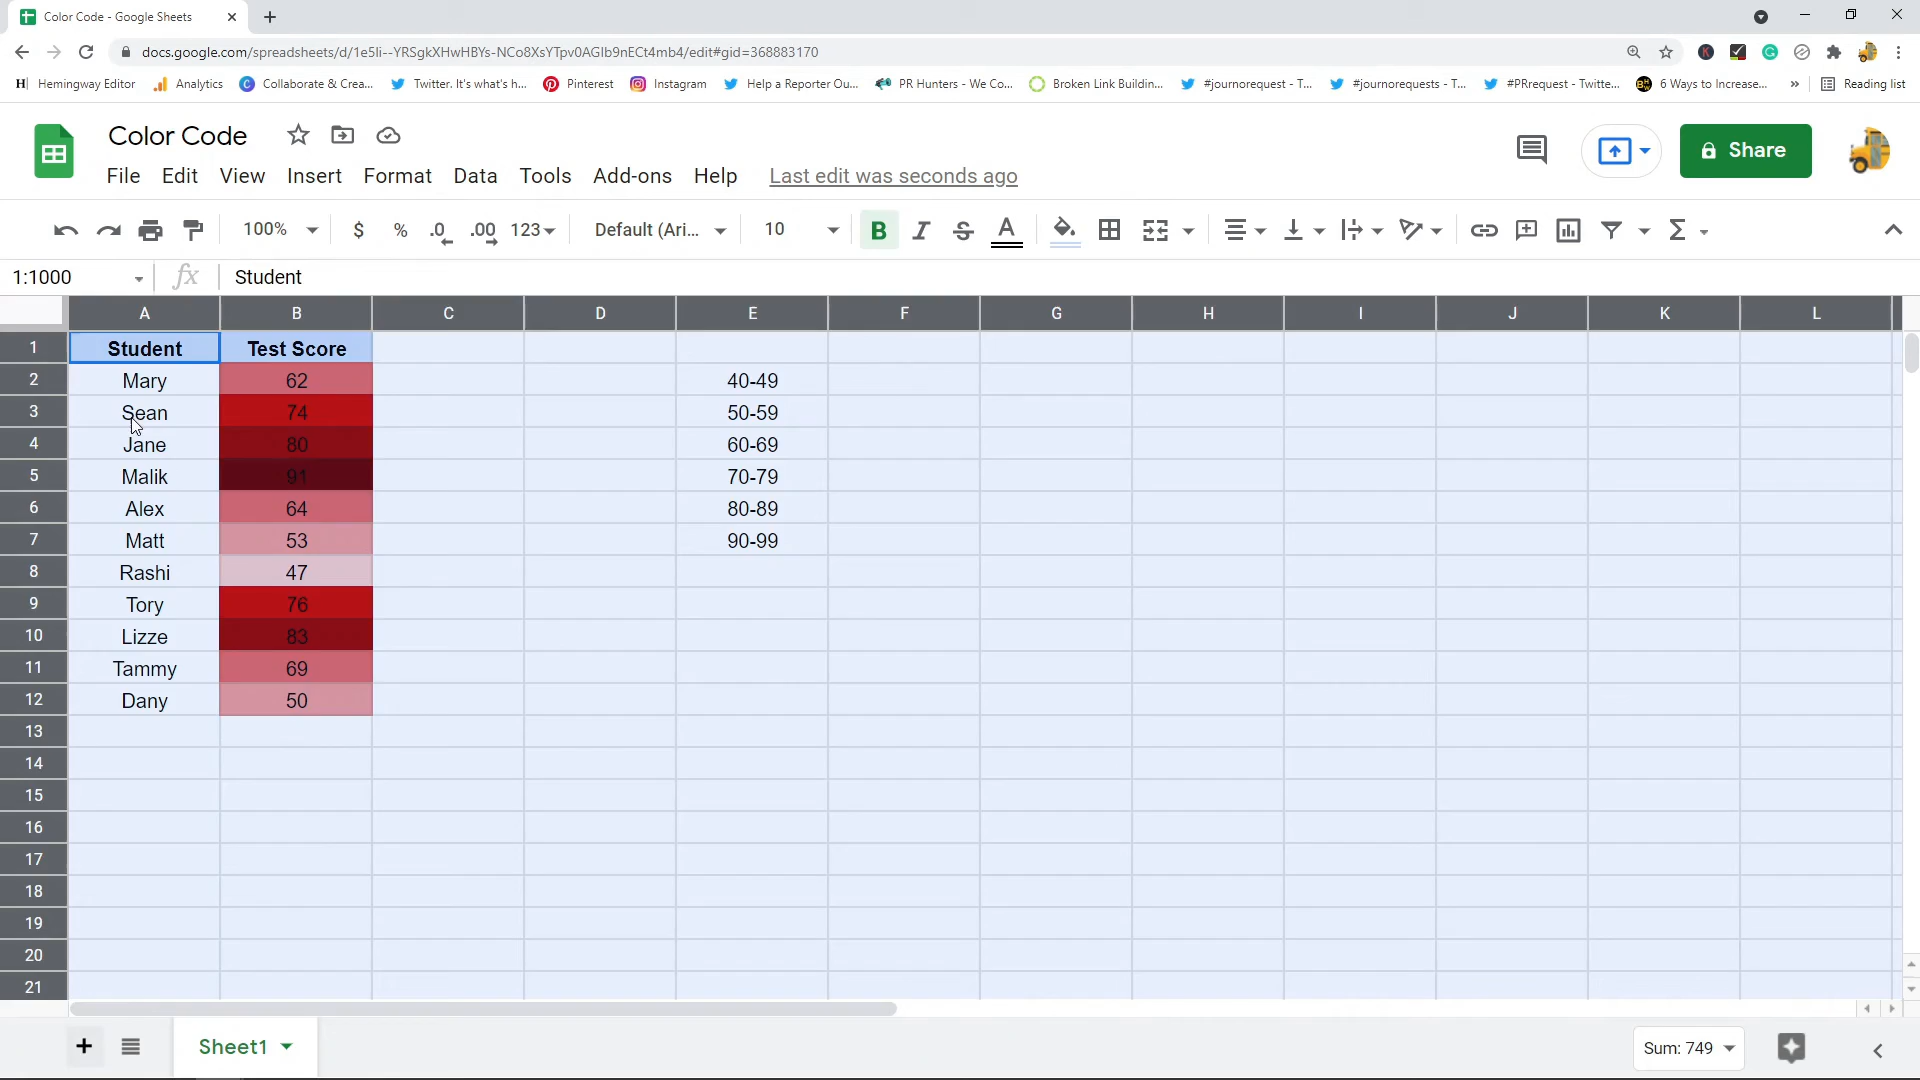 Color Code - Google Sheets
docs.google.com/spreadsheets/d/1e5li--YRSgkXHwHBYs-NCo8XsYTpv0AGIb9nECt4mb4/edit#gid=368883170
Hemingway Editor Analytics Collaborate & Crea... Twitter. It's what's h... Pinterest Instagram Help a Reporter Ou... PR Hunters - We Co... Broken Link Buildin... #journorequest - T... #journorequests - T... #PRrequest - Twitte... 6 Ways to Increase... » Reading list
Color Code
Share
File Edit View Insert Format Data Tools Add-ons Help Last edit was seconds ago
100% $ % .0 .00 123 Default (Ari... 10 B I S A Σ
1:1000 fx Student
A B C D E F G H I J K L
1 Student Test Score
2 Mary 62 40-49
3 Sean 74 50-59
4 Jane 80 60-69
5 Malik 91 70-79
6 Alex 64 80-89
7 Matt 53 90-99
8 Rashi 47
9 Tory 76
10 Lizze 83
11 Tammy 69
12 Dany 50
13
14
15
16
17
18
19
20
21
Sheet1 Sum: 749